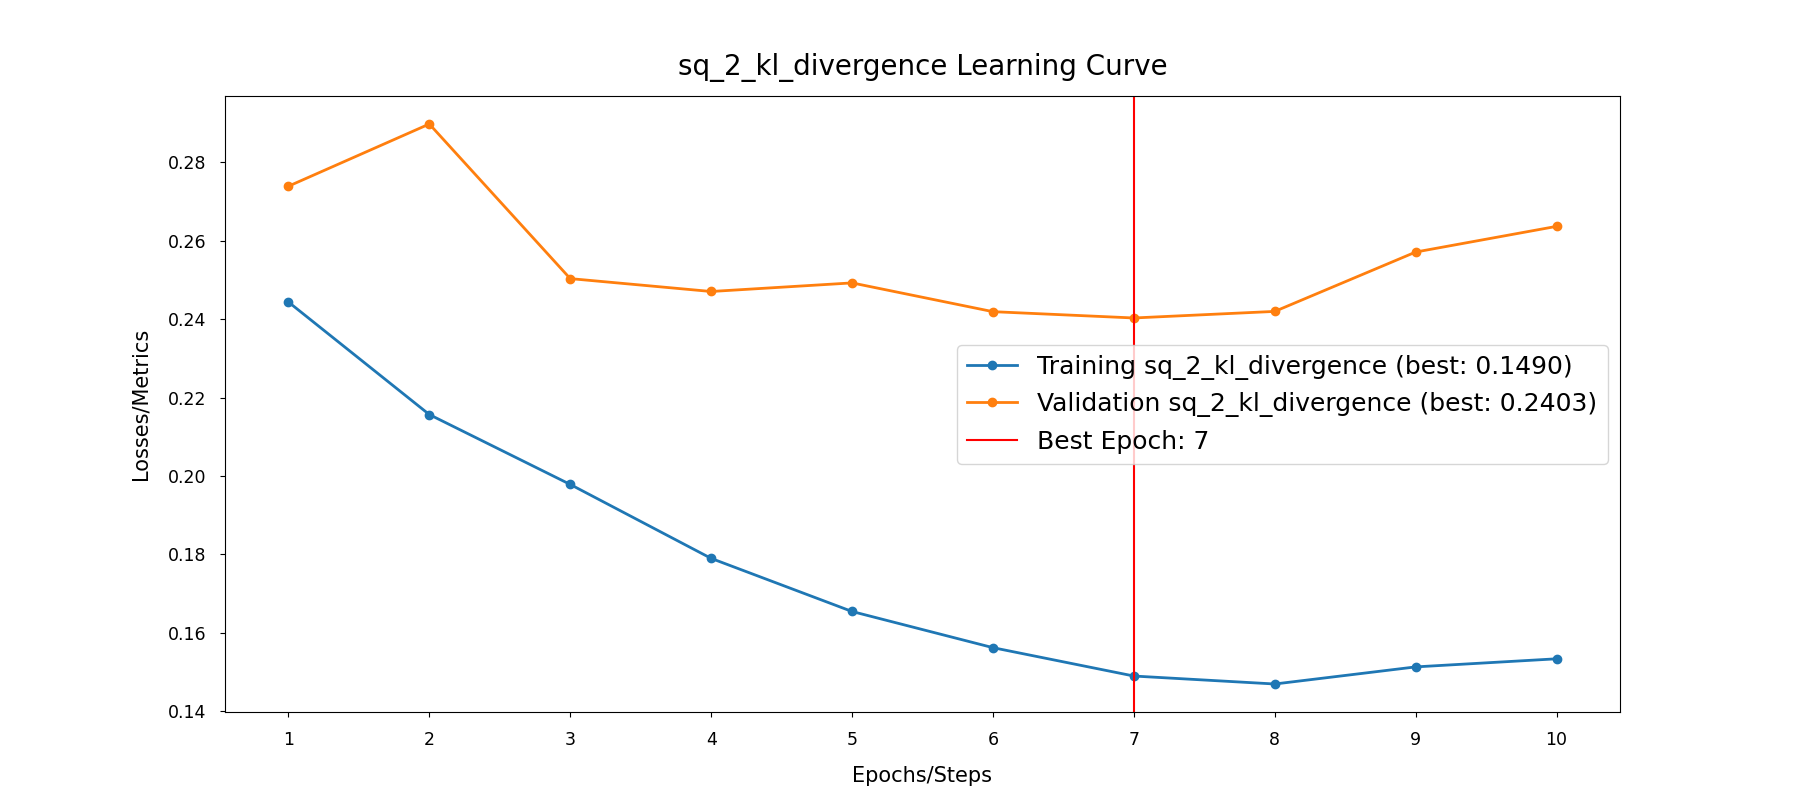 sq_2_kl_divergence Learning Curve
Losses/Metrics
0.28
0.26
0.24
0.22
0.20
0.18
0.16
0.14
Training sq_2_kl_divergence (best: 0.1490)
Validation sq_2_kl_divergence (best: 0.2403)
Best Epoch: 7
1 2 3 4 5 6 7 8 9 10
Epochs/Steps